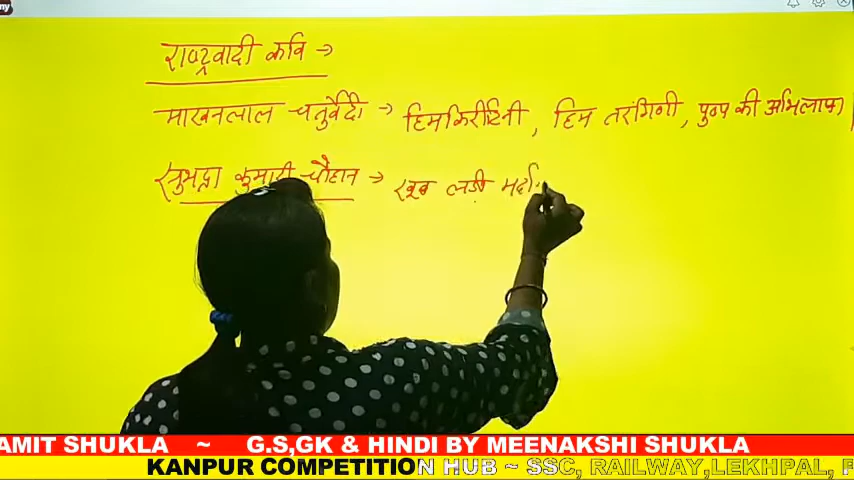 राष्ट्रवादी कवि →
माखनलाल चतुर्वेदी → हिमकिरीटिनी, हिम तरंगिणी, पुष्प की अभिलाषा
सुभद्रा कुमारी चौहान → खूब लडी मर्दा
AMIT SHUKLA ~ G.S,GK & HINDI BY MEENAKSHI SHUKLA
KANPUR COMPETITION HUB ~ SSC, RAILWAY,LEKHPAL, P